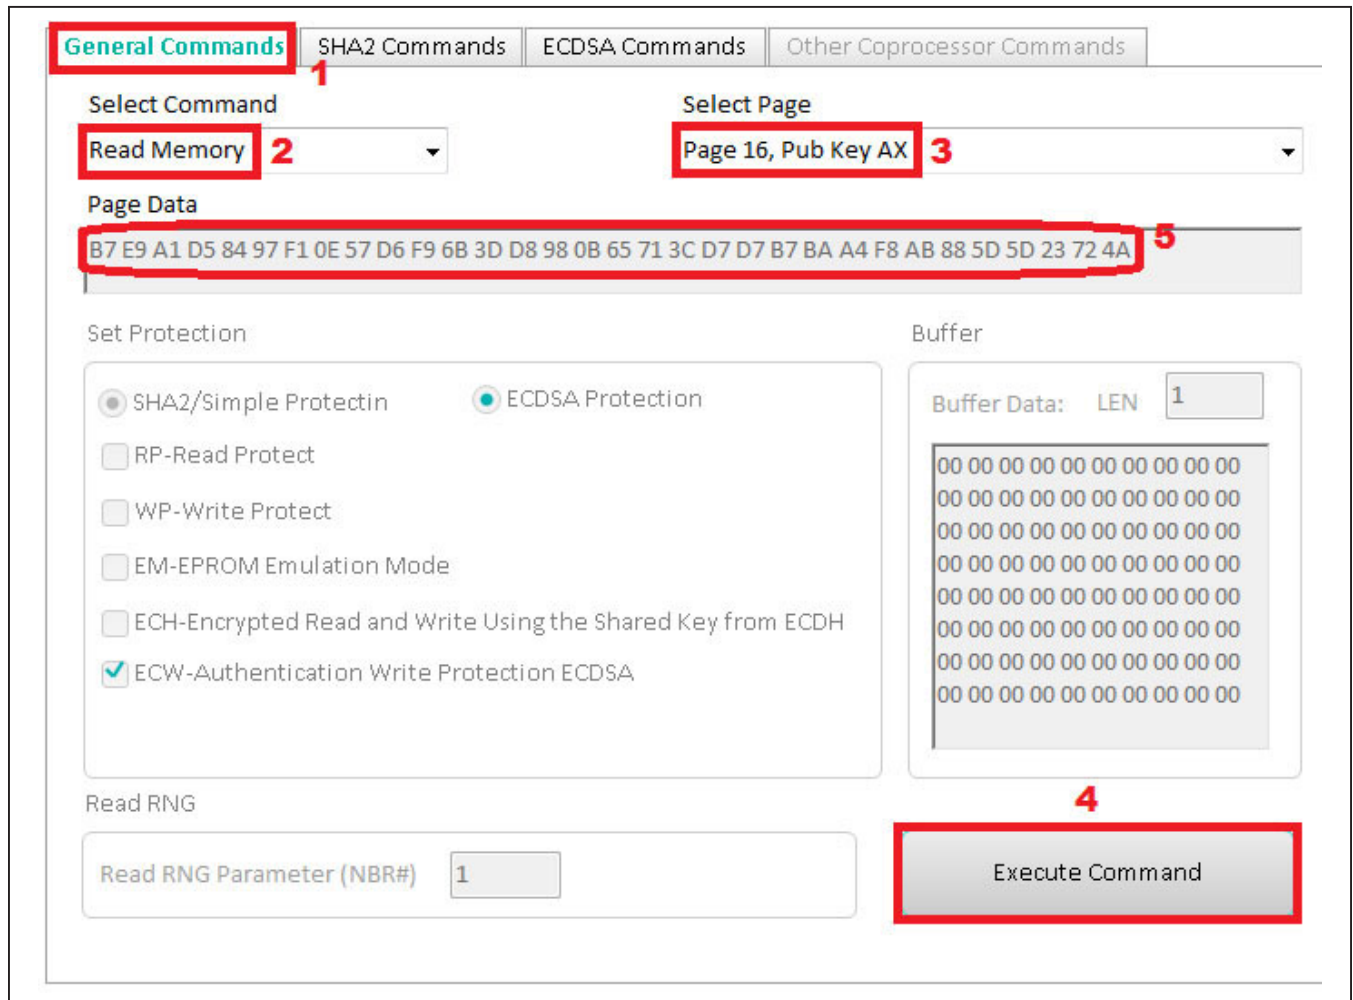 General Commands SHA2 Commands ECDSA Commands Other Coprocessor Commands
1
Select Command Select Page
Read Memory 2 Page 16, Pub Key AX 3
Page Data
B7 E9 A1 D5 84 97 F1 0E 57 D6 F9 6B 3D D8 98 0B 65 71 3C D7 D7 B7 BA A4 F8 AB 88 5D 5D 23 72 4A 5
Set Protection Buffer
SHA2/Simple Protectin ECDSA Protection Buffer Data: LEN 1
RP-Read Protect
WP-Write Protect
EM-EPROM Emulation Mode
ECH-Encrypted Read and Write Using the Shared Key from ECDH
ECW-Authentication Write Protection ECDSA
00 00 00 00 00 00 00 00 00 00
00 00 00 00 00 00 00 00 00 00
00 00 00 00 00 00 00 00 00 00
00 00 00 00 00 00 00 00 00 00
00 00 00 00 00 00 00 00 00 00
00 00 00 00 00 00 00 00 00 00
00 00 00 00 00 00 00 00 00 00
00 00 00 00 00 00 00 00 00 00
Read RNG 4
Read RNG Parameter (NBR#) 1 Execute Command